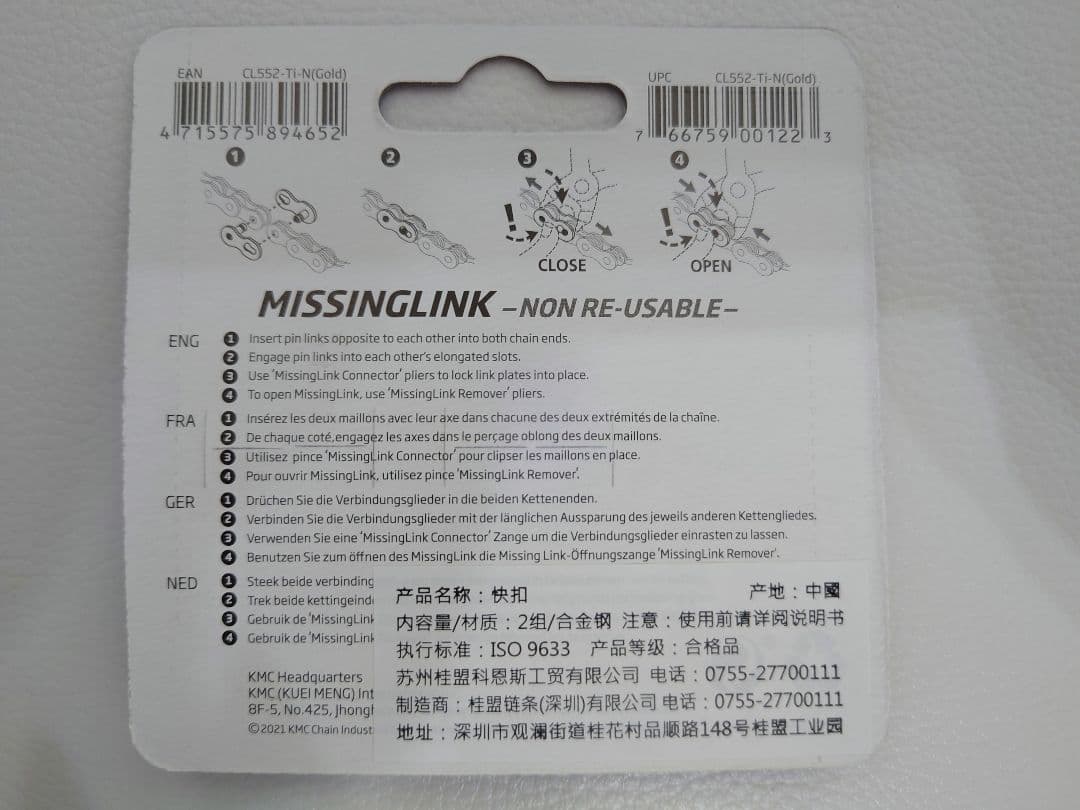 EAN CL552-Ti-N(Gold)
4 715575 894652
UPC CL552-Ti-N(Gold)
7 66759 00122 3
1 2 3 4
! !
CLOSE OPEN
MISSINGLINK –NON RE-USABLE–
ENG 1 Insert pin links opposite to each other into both chain ends.
2 Engage pin links into each other's elongated slots.
3 Use 'MissingLink Connector' pliers to lock link plates into place.
4 To open MissingLink, use 'MissingLink Remover' pliers.
FRA 1 Insérez les deux maillons avec leur axe dans chacune des deux extrémités de la chaîne.
2 De chaque coté,engagez les axes dans le perçage oblong des deux maillons.
3 Utilisez pince 'MissingLink Connector' pour clipser les maillons en place.
4 Pour ouvrir MissingLink, utilisez pince 'MissingLink Remover'.
GER 1 Drüchen Sie die Verbindungsglieder in die beiden Kettenenden.
2 Verbinden Sie die Verbindungsglieder mit der länglichen Aussparung des jeweils anderen Kettengliedes.
3 Verwenden Sie eine 'MissingLink Connector' Zange um die Verbindungsglieder einrasten zu lassen.
4 Benutzen Sie zum öffnen des MissingLink die Missing Link-Öffnungszange 'MissingLink Remover'.
NED 1 Steek beide verbinding
2 Trek beide kettingeind
3 Gebruik de 'MissingLink
4 Gebruik de 'MissingLink
KMC Headquarters
KMC (KUEI MENG) Int
8F-5, No.425, Jhongh
©2021 KMC Chain Indust
产品名称：快扣 产地：中國
内容量/材质：2组/合金钢 注意：使用前请详阅说明书
执行标准：ISO 9633 产品等级：合格品
苏州桂盟科恩斯工贸有限公司 电话：0755-27700111
制造商：桂盟链条(深圳)有限公司 电话：0755-27700111
地址：深圳市观澜街道桂花村品顺路148号桂盟工业园